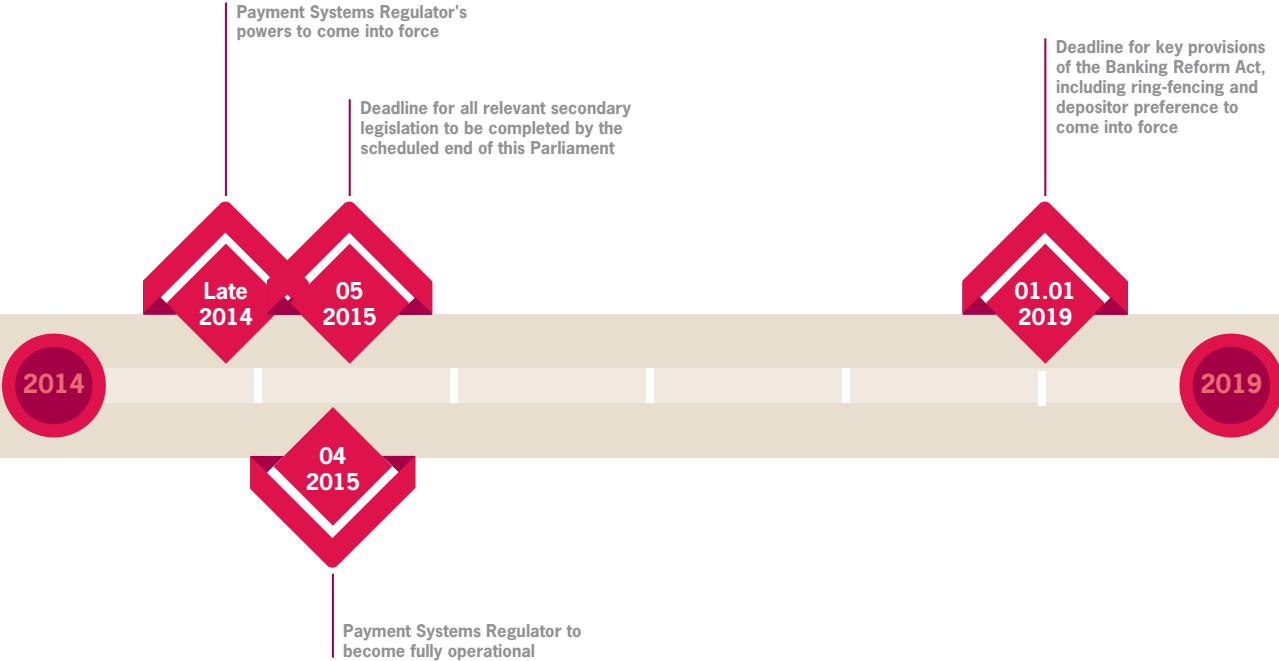 Payment Systems Regulator's
powers to come into force
Deadline for all relevant secondary
legislation to be completed by the
scheduled end of this Parliament
Deadline for key provisions
of the Banking Reform Act,
including ring-fencing and
depositor preference to
come into force
Late
2014
05
2015
01.01
2019
2014
2019
04
2015
Payment Systems Regulator to
become fully operational